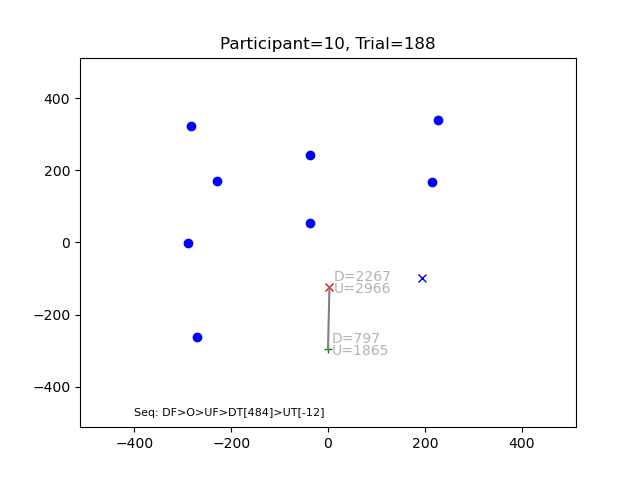 Participant=10, Trial=188
400
200
0
−200
−400
D=2267
U=2966
D=797
U=1865
Seq: DF>O>UF>DT[484]>UT[-12]
−400
−200
0
200
400